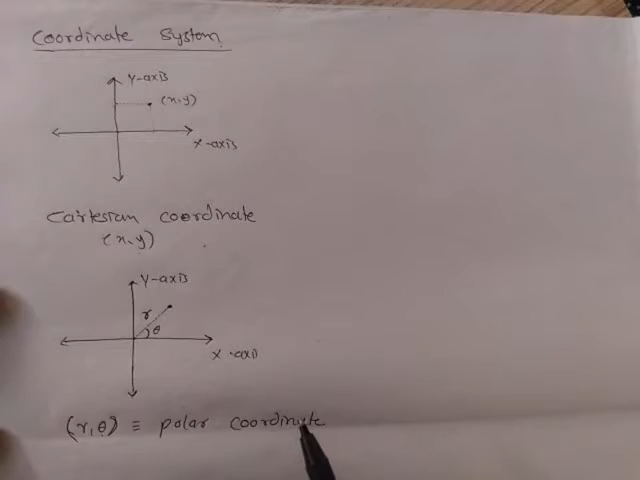 Coordinate System
Y-axis
(x,y)
X-axis
Cartesian coordinate
(x,y)
Y-axis
r
θ
X-axis
(r,θ) ≡ polar coordinate